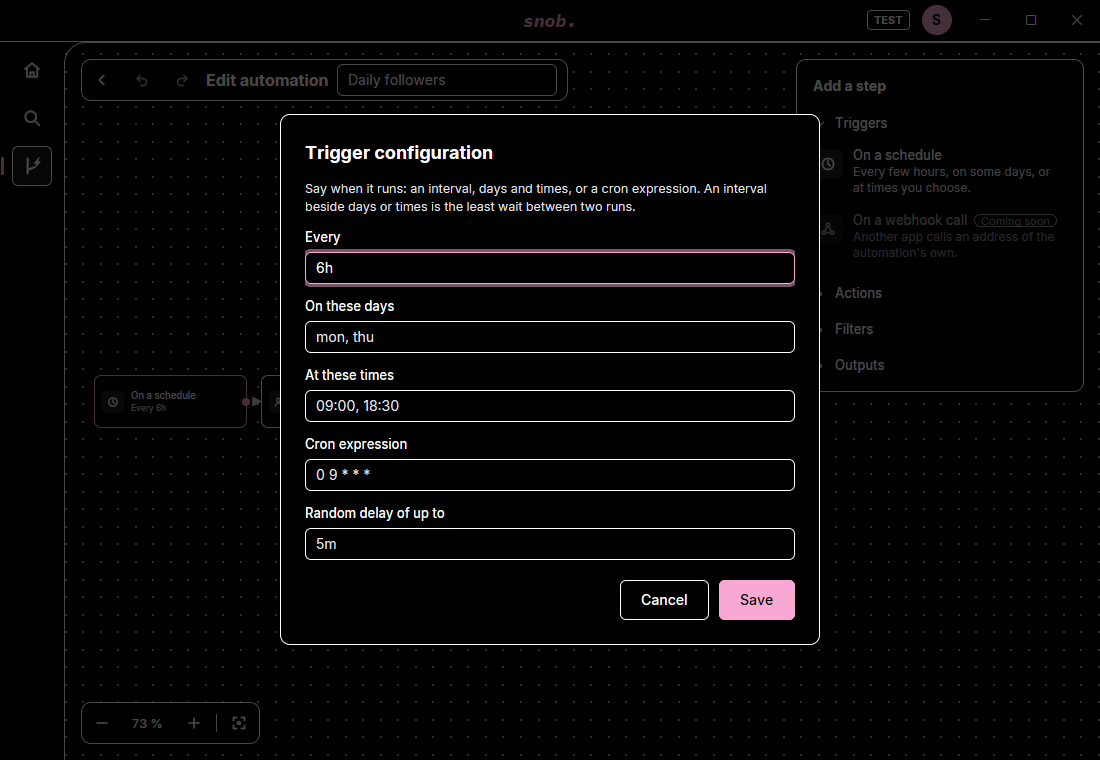 snob.
TEST
S
Edit automation
Daily followers
Add a step
Triggers
On a schedule
Every few hours, on some days, or
at times you choose.
On a webhook call
Coming soon
Another app calls an address of the
automation's own.
Actions
Filters
Outputs
Trigger configuration
Say when it runs: an interval, days and times, or a cron expression. An interval
beside days or times is the least wait between two runs.
Every
6h
On these days
mon, thu
At these times
09:00, 18:30
Cron expression
0 9 * * *
Random delay of up to
5m
Cancel
Save
On a schedule
Every 6h
73 %